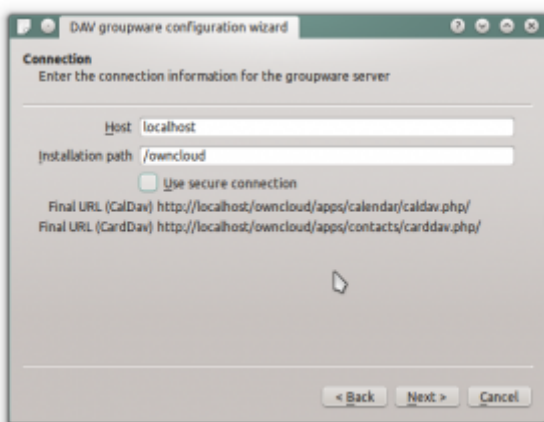 DAV groupware configuration wizard
Connection
Enter the connection information for the groupware server
Host localhost
Installation path /owncloud
Use secure connection
Final URL (CalDav) http://localhost/owncloud/apps/calendar/caldav.php/
Final URL (CardDav) http://localhost/owncloud/apps/contacts/carddav.php/
< Back Next > Cancel